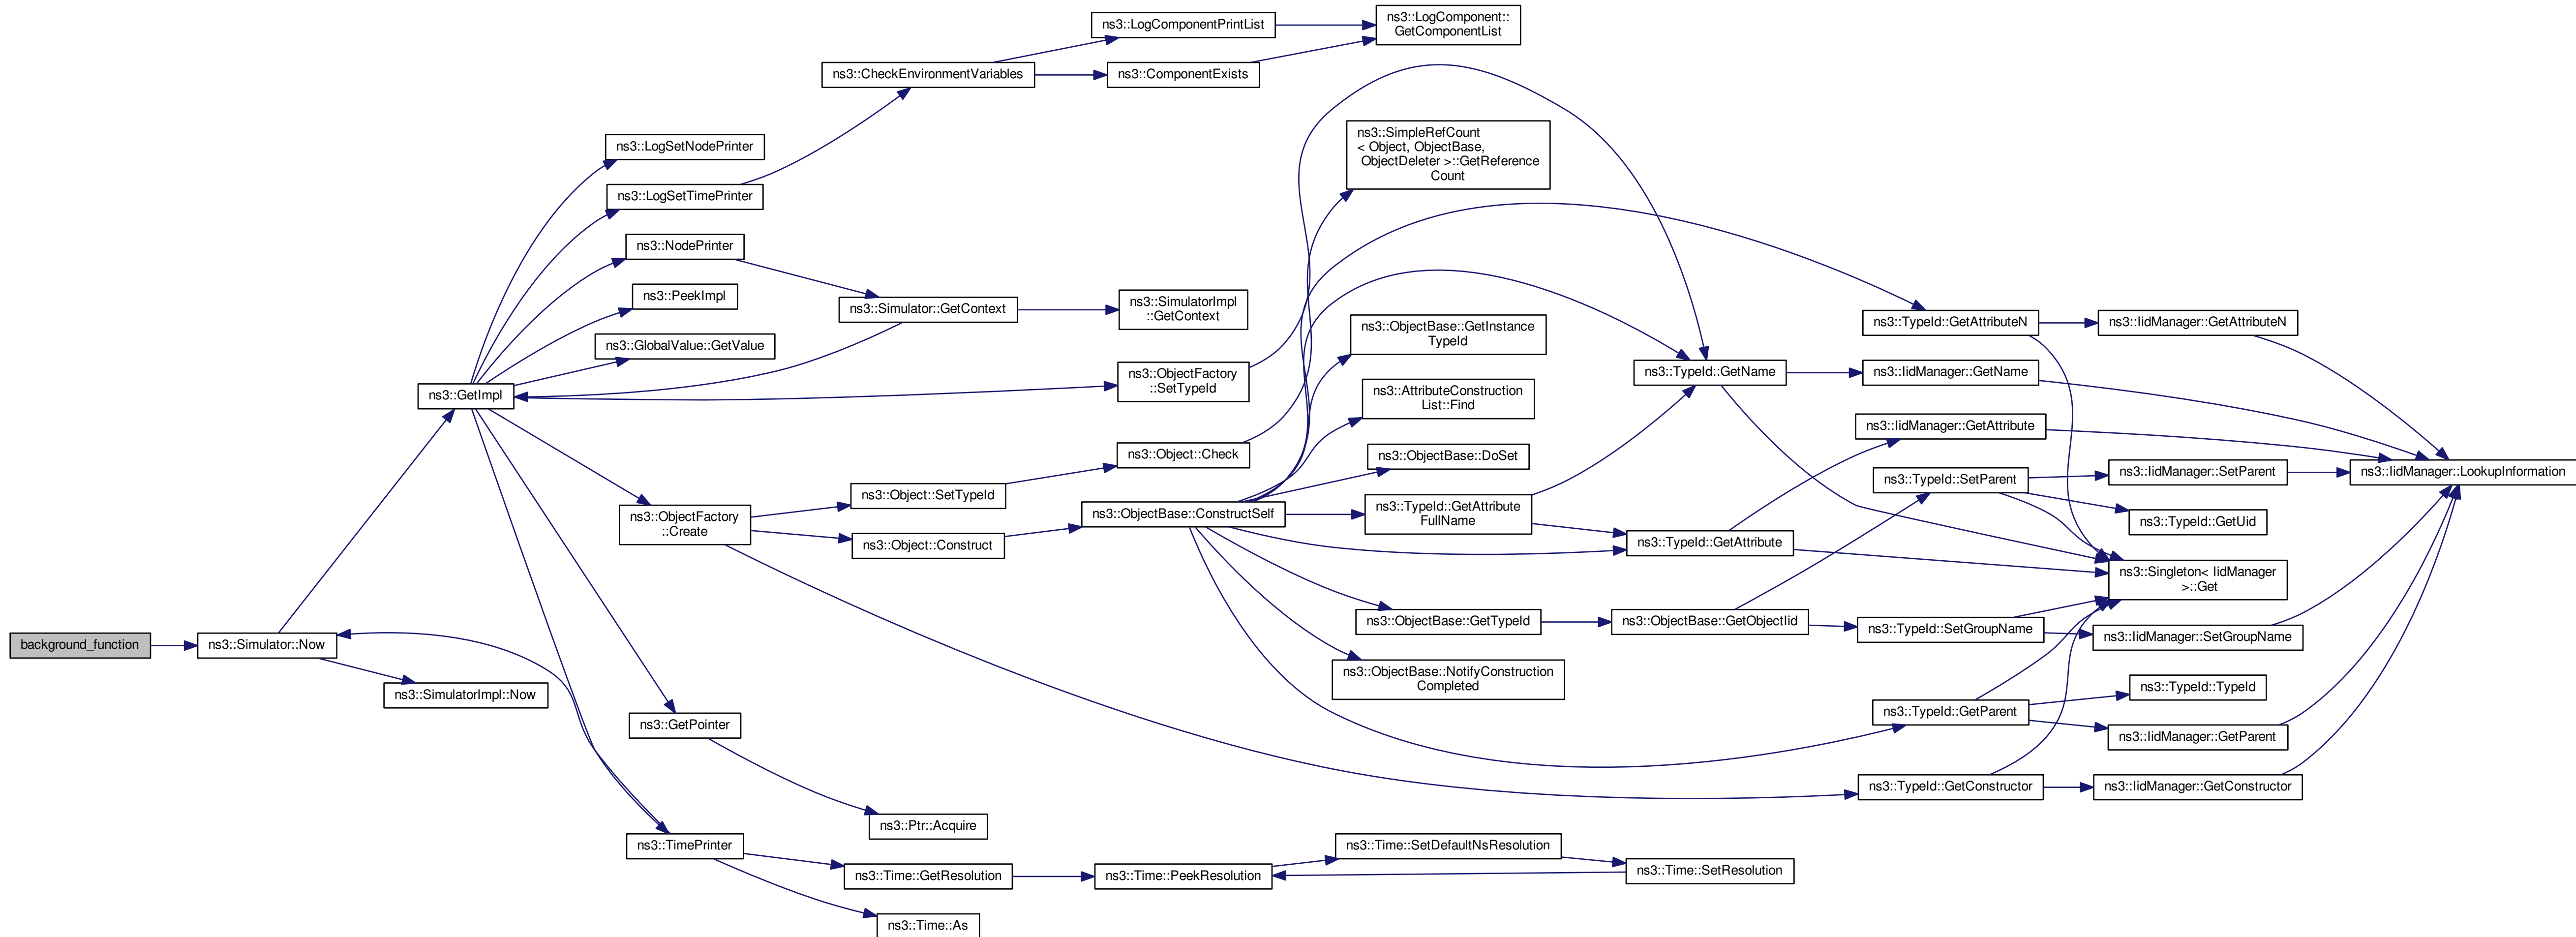 ns3::LogComponentPrintList
ns3::LogComponent::
GetComponentList
ns3::CheckEnvironmentVariables
ns3::ComponentExists
ns3::LogSetNodePrinter
ns3::SimpleRefCount
< Object, ObjectBase,
ObjectDeleter >::GetReference
Count
ns3::LogSetTimePrinter
ns3::NodePrinter
ns3::PeekImpl
ns3::Simulator::GetContext
ns3::SimulatorImpl
::GetContext
ns3::GlobalValue::GetValue
ns3::ObjectBase::GetInstance
TypeId
ns3::TypeId::GetAttributeN
ns3::IidManager::GetAttributeN
ns3::GetImpl
ns3::ObjectFactory
::SetTypeId
ns3::AttributeConstruction
List::Find
ns3::TypeId::GetName
ns3::IidManager::GetName
ns3::IidManager::GetAttribute
ns3::Object::Check
ns3::ObjectBase::DoSet
ns3::TypeId::SetParent
ns3::IidManager::SetParent
ns3::IidManager::LookupInformation
ns3::ObjectFactory
::Create
ns3::Object::SetTypeId
ns3::Object::Construct
ns3::ObjectBase::ConstructSelf
ns3::TypeId::GetAttribute
FullName
ns3::TypeId::GetAttribute
ns3::TypeId::GetUid
ns3::Singleton< IidManager
>::Get
ns3::ObjectBase::GetTypeId
ns3::ObjectBase::GetObjectIid
ns3::TypeId::SetGroupName
ns3::IidManager::SetGroupName
background_function
ns3::Simulator::Now
ns3::SimulatorImpl::Now
ns3::ObjectBase::NotifyConstruction
Completed
ns3::TypeId::TypeId
ns3::TypeId::GetParent
ns3::IidManager::GetParent
ns3::GetPointer
ns3::Ptr::Acquire
ns3::TypeId::GetConstructor
ns3::IidManager::GetConstructor
ns3::TimePrinter
ns3::Time::GetResolution
ns3::Time::PeekResolution
ns3::Time::SetDefaultNsResolution
ns3::Time::SetResolution
ns3::Time::As